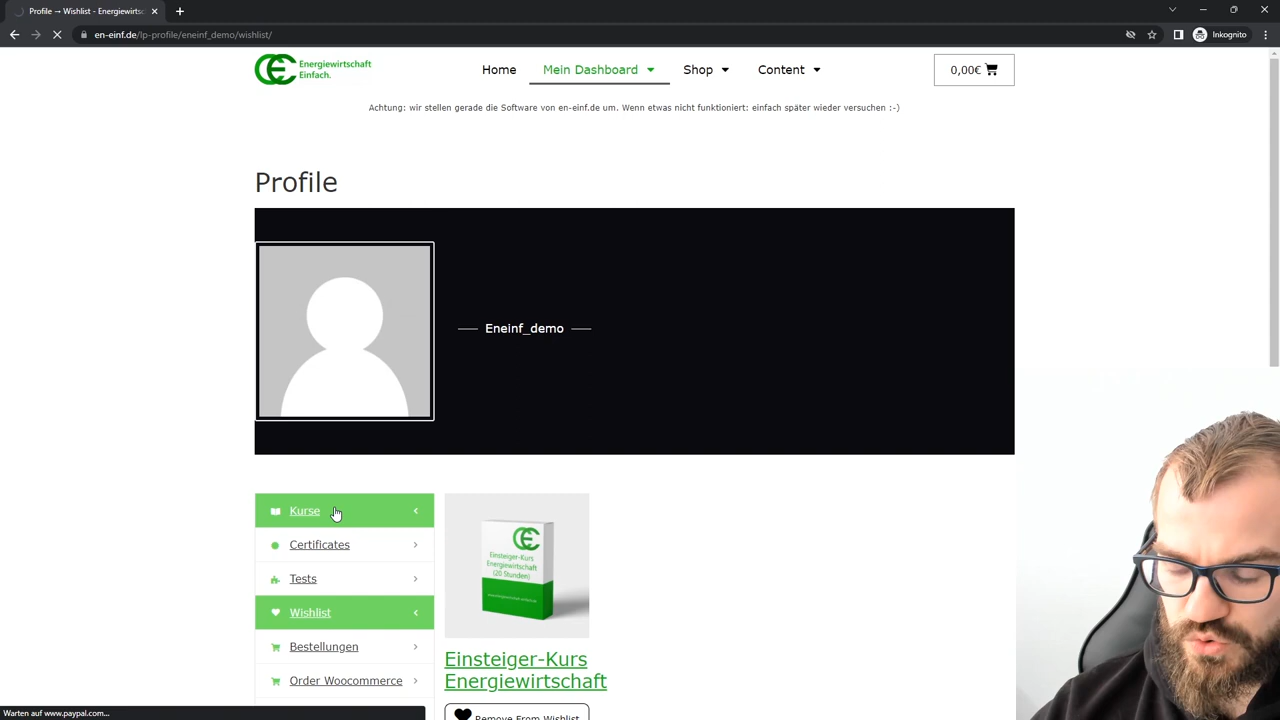 Profile → Wishlist - Energiewirts
en-einf.de/lp-profile/eneinf_demo/wishlist/
Inkognito
Energiewirtschaft
Einfach.
Home
Mein Dashboard
Shop
Content
0,00€
Achtung: wir stellen gerade die Software von en-einf.de um. Wenn etwas nicht funktioniert: einfach später wieder versuchen :-)
Profile
Eneinf_demo
Kurse
Certificates
Tests
Wishlist
Bestellungen
Order Woocommerce
Einsteiger-Kurs
Energiewirtschaft
(20 Stunden)
Einsteiger-Kurs
Energiewirtschaft
Remove From Wishlist
Warten auf www.paypal.com...